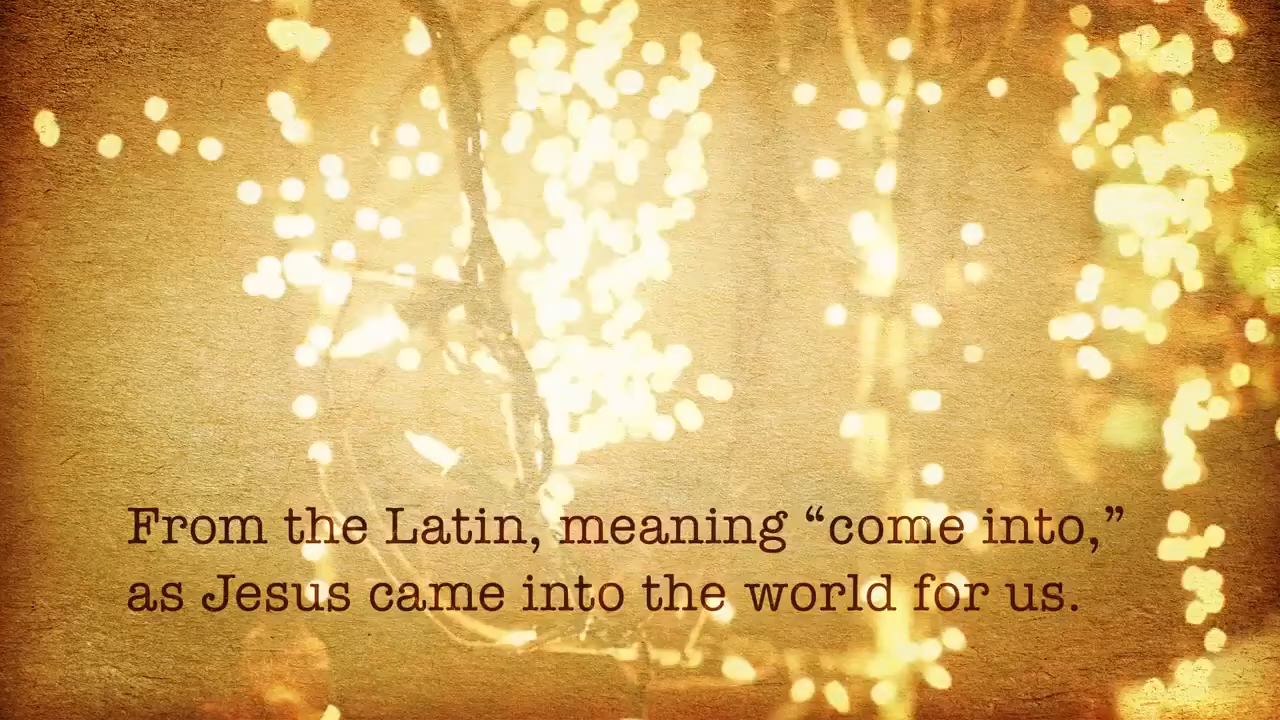 From the Latin, meaning “come into,”
as Jesus came into the world for us.